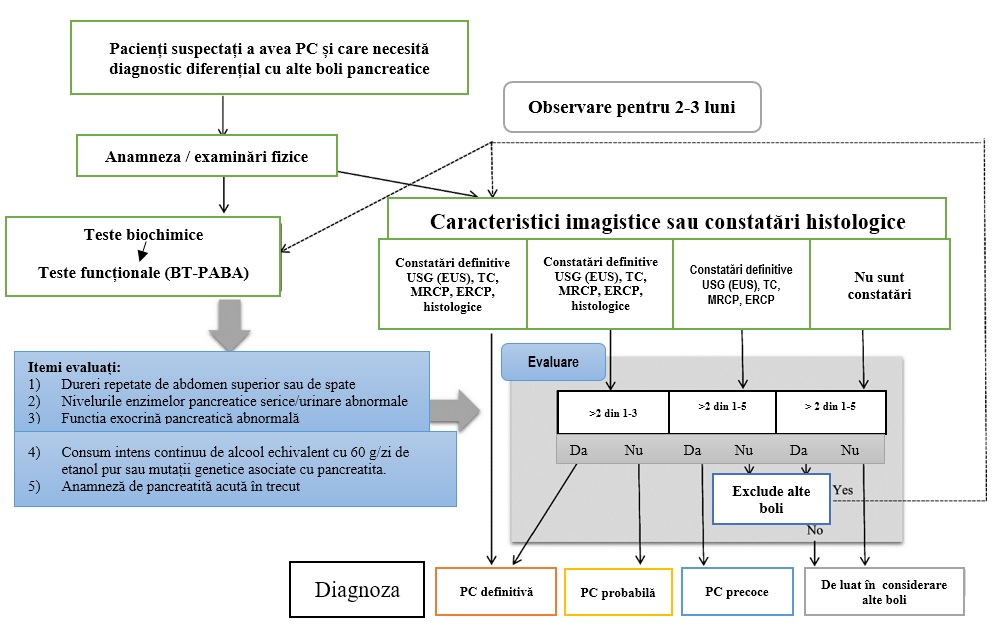 Pacienți suspectați a avea PC și care necesită
diagnostic diferențial cu alte boli pancreatice
Observare pentru 2-3 luni
Anamneza / examinări fizice
Teste biochimice
Teste funcționale (BT-PABA)
Caracteristici imagistice sau constatări histologice
Constatări definitive
USG (EUS), TC,
MRCP, ERCP,
histologice
Constatări definitive
USG (EUS), TC,
MRCP, ERCP,
histologice
Constatări definitive
USG (EUS), TC,
MRCP, ERCP
Nu sunt
constatări
Itemi evaluați:
1) Dureri repetate de abdomen superior sau de spate
2) Nivelurile enzimelor pancreatice serice/urinare abnormale
3) Functia exocrină pancreatică abnormală
4) Consum intens continuu de alcool echivalent cu 60 g/zi de
etanol pur sau mutații genetice asociate cu pancreatita.
5) Anamneză de pancreatită acută în trecut
Evaluare
>2 din 1-3
>2 din 1-5
> 2 din 1-5
Da Nu Da Nu Da Nu
Exclude alte
boli
Yes
No
Diagnoza
PC definitivă
PC probabilă
PC precoce
De luat în considerare
alte boli